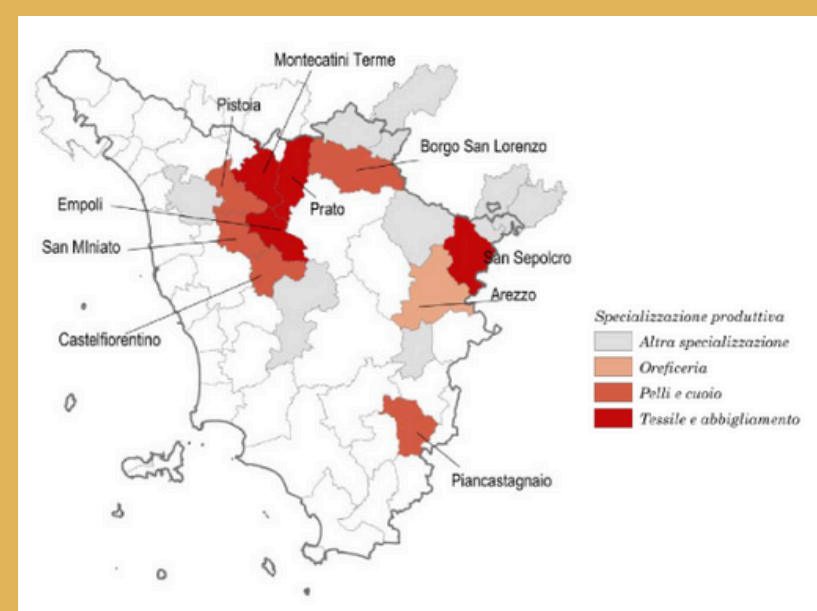 Montecatini Terme
Pistoia
Borgo San Lorenzo
Empoli
Prato
San MIniato
San Sepolcro
Arezzo
Castelfiorentino
Piancastagnaio
Specializzazione produttiva
Altra specializzazione
Oreficeria
Pelli e cuoio
Tessile e abbigliamento